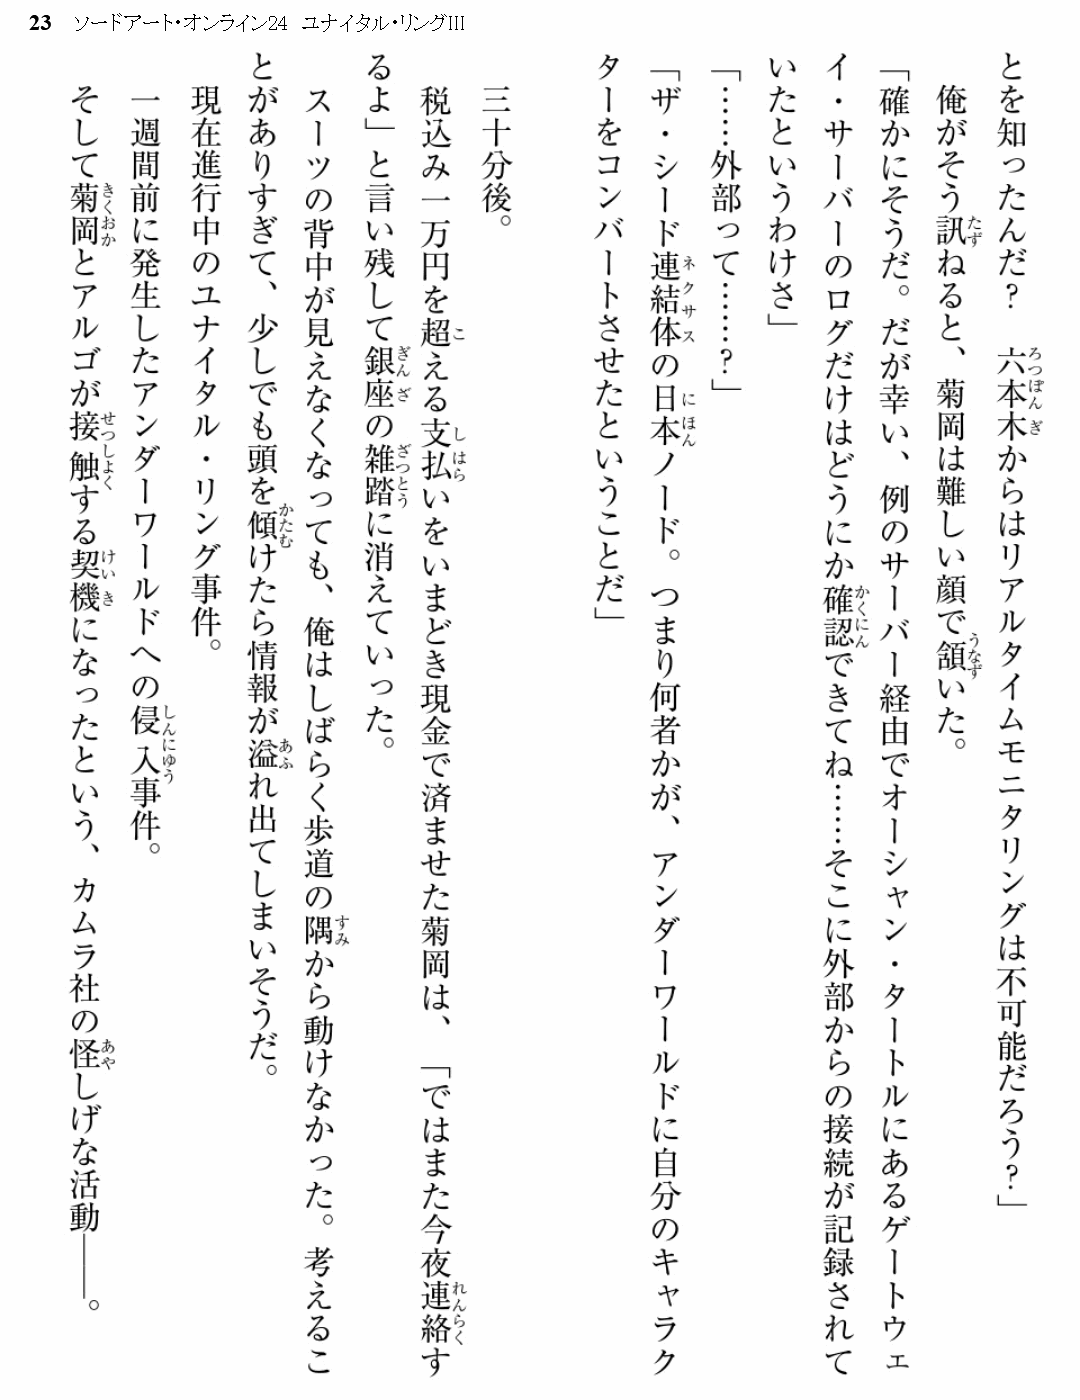 23 ソードアート・オンライン24 ユナイタル・リングIII
とを知ったんだ? 六本木からはリアルタイムモニタリングは不可能だろう?」
俺がそう訊ねると、菊岡は難しい顔で頷いた。
「確かにそうだ。だが幸い、例のサーバー経由でオーシャン・タートルにあるゲートウェ
イ・サーバーのログだけはどうにか確認できてね……そこに外部からの接続が記録されて
いたというわけさ」
「……外部って……?」
「ザ・シード連結体の日本ノード。つまり何者かが、アンダーワールドに自分のキャラク
ターをコンバートさせたということだ」
三十分後。
税込み一万円を超える支払いをいまどき現金で済ませた菊岡は、「ではまた今夜連絡す
るよ」と言い残して銀座の雑踏に消えていった。
スーツの背中が見えなくなっても、俺はしばらく歩道の隅から動けなかった。考えるこ
とがありすぎて、少しでも頭を傾けたら情報が溢れ出てしまいそうだ。
現在進行中のユナイタル・リング事件。
一週間前に発生したアンダーワールドへの侵入事件。
そして菊岡とアルゴが接触する契機になったという、カムラ社の怪しげな活動――。